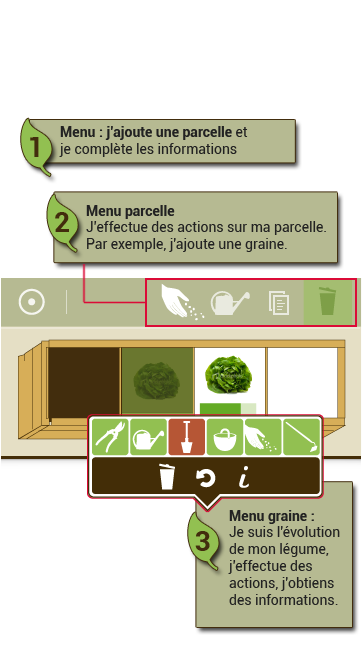 1
Menu : j'ajoute une parcelle et
je complète les informations
2
Menu parcelle
J'effectue des actions sur ma parcelle.
Par exemple, j'ajoute une graine.
i
3
Menu graine :
Je suis l'évolution
de mon légume,
j'effectue des
actions, j'obtiens
des informations.